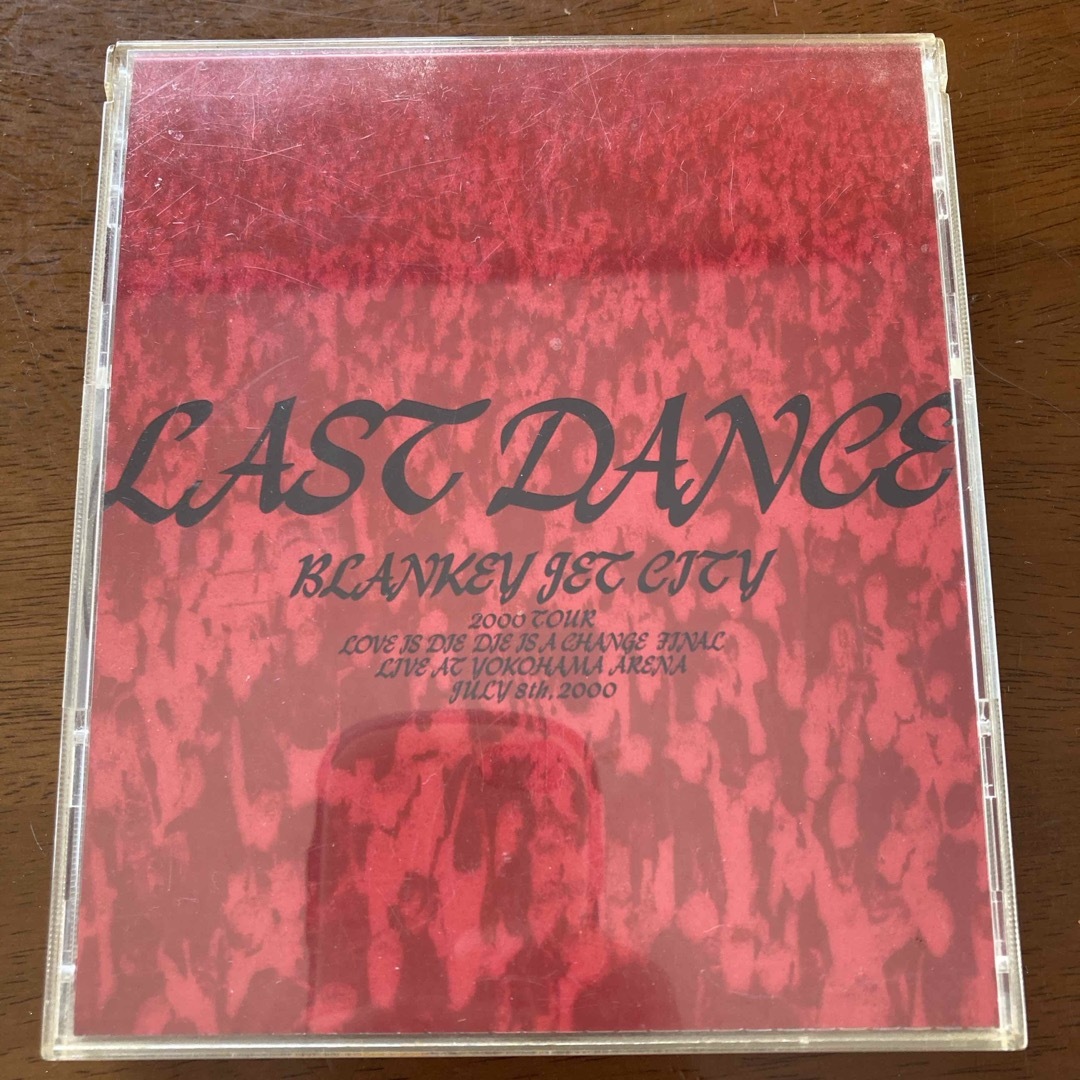 LAST DANCE
BLANKEY JET CITY
2000 TOUR
LOVE IS DIE DIE IS A CHANGE FINAL
LIVE AT YOKOHAMA ARENA
JULY 8th, 2000